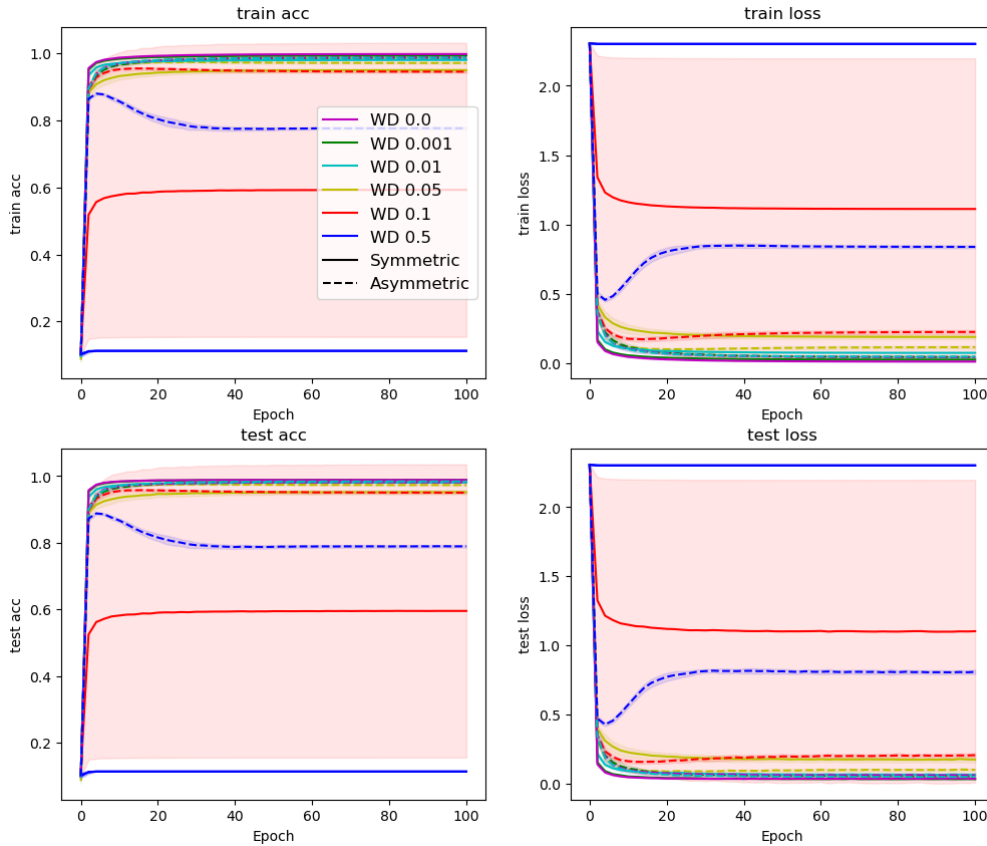 train acc
train acc
1.0
0.8
0.6
0.4
0.2
0
20
40
60
80
100
Epoch
WD 0.0
WD 0.001
WD 0.01
WD 0.05
WD 0.1
WD 0.5
Symmetric
Asymmetric
train loss
train loss
2.0
1.5
1.0
0.5
0.0
0
20
40
60
80
100
Epoch
test acc
test acc
1.0
0.8
0.6
0.4
0.2
0
20
40
60
80
100
Epoch
test loss
test loss
2.0
1.5
1.0
0.5
0.0
0
20
40
60
80
100
Epoch